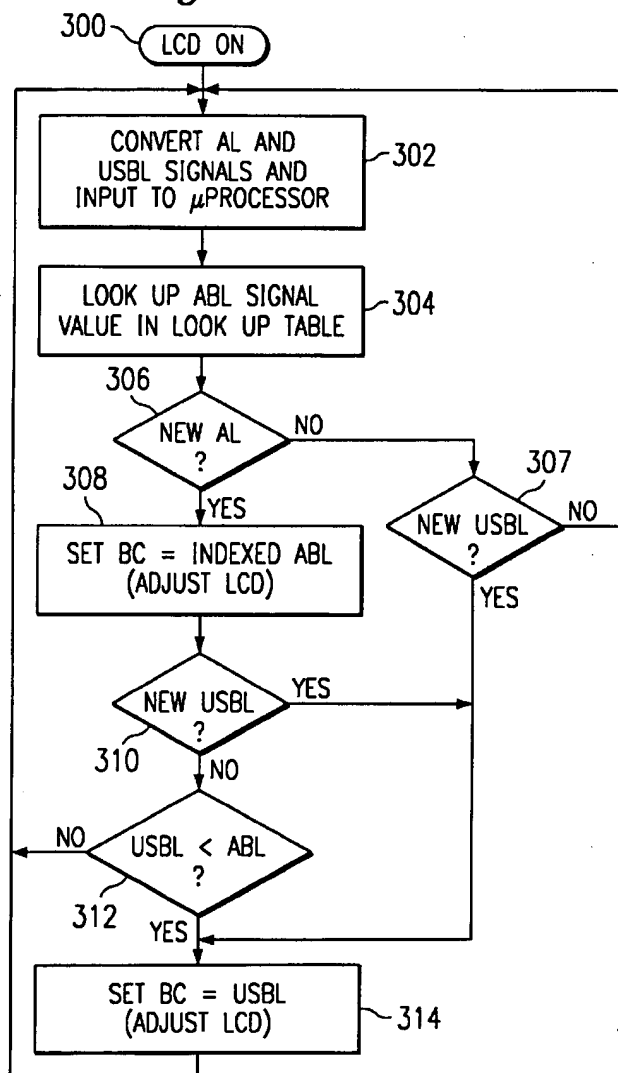 300
LCD ON
CONVERT AL AND
USBL SIGNALS AND
INPUT TO μPROCESSOR
302
LOOK UP ABL SIGNAL
VALUE IN LOOK UP TABLE
304
306
NEW AL
?
NO
YES
307
NEW USBL
?
NO
YES
308
SET BC = INDEXED ABL
(ADJUST LCD)
NEW USBL
?
YES
310
NO
USBL < ABL
?
NO
312
YES
SET BC = USBL
(ADJUST LCD)
314